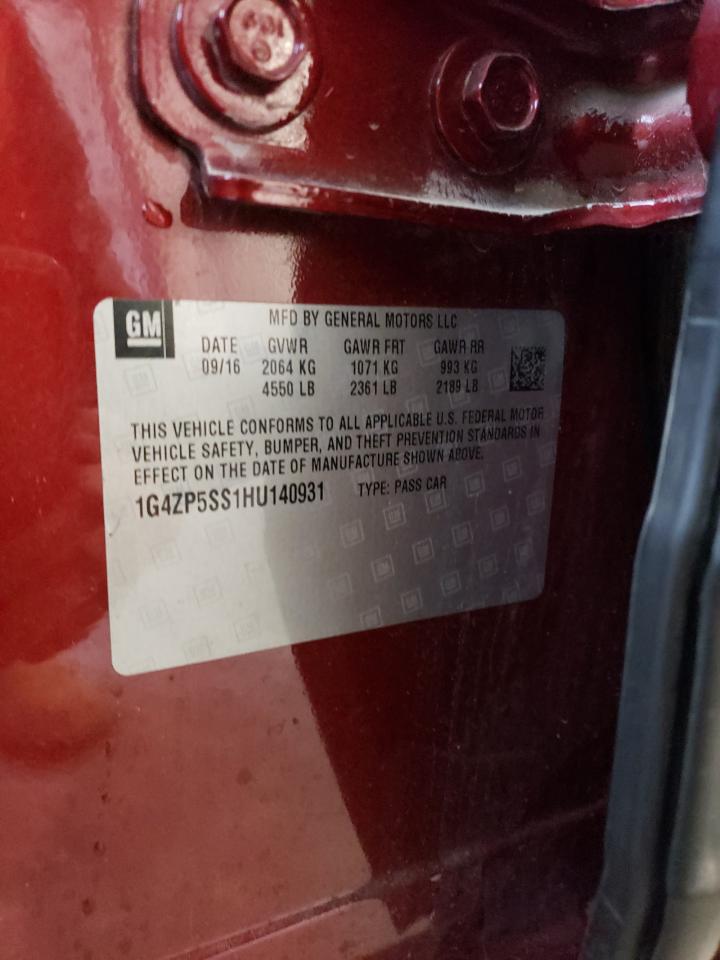 GM
MFD BY GENERAL MOTORS LLC
DATE GVWR GAWR FRT GAWR RR
09/16 2064 KG 1071 KG 993 KG
4550 LB 2361 LB 2189 LB
THIS VEHICLE CONFORMS TO ALL APPLICABLE U.S. FEDERAL MOTOR
VEHICLE SAFETY, BUMPER, AND THEFT PREVENTION STANDARDS IN
EFFECT ON THE DATE OF MANUFACTURE SHOWN ABOVE.
1G4ZP5SS1HU140931 TYPE: PASS CAR